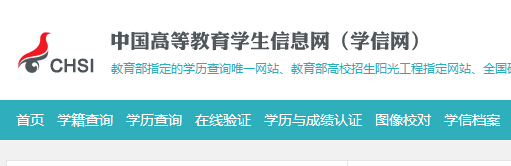 中国高等教育学生信息网（学信网）
CHSI
教育部指定的学历查询唯一网站、教育部高校招生阳光工程指定网站、全国
首页 学籍查询 学历查询 在线验证 学历与成绩认证 图像校对 学信档案